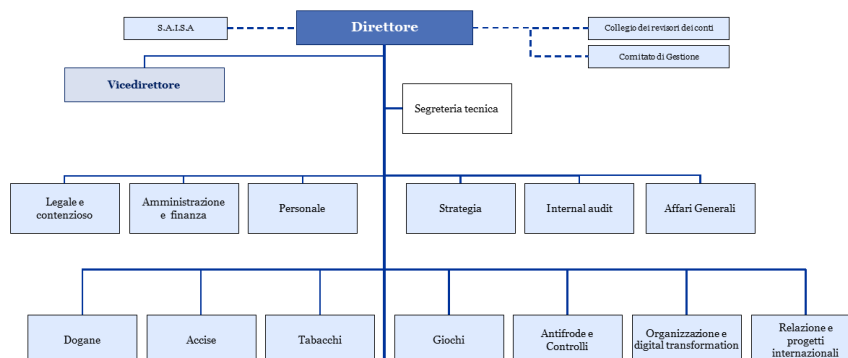 S.A.I.S.A
Direttore
Collegio dei revisori dei conti
Comitato di Gestione
Vicedirettore
Segreteria tecnica
Legale e
contenzioso
Amministrazione
e finanza
Personale
Strategia
Internal audit
Affari Generali
Dogane
Accise
Tabacchi
Giochi
Antifrode e
Controlli
Organizzazione e
digital transformation
Relazione e
progetti
internazionali